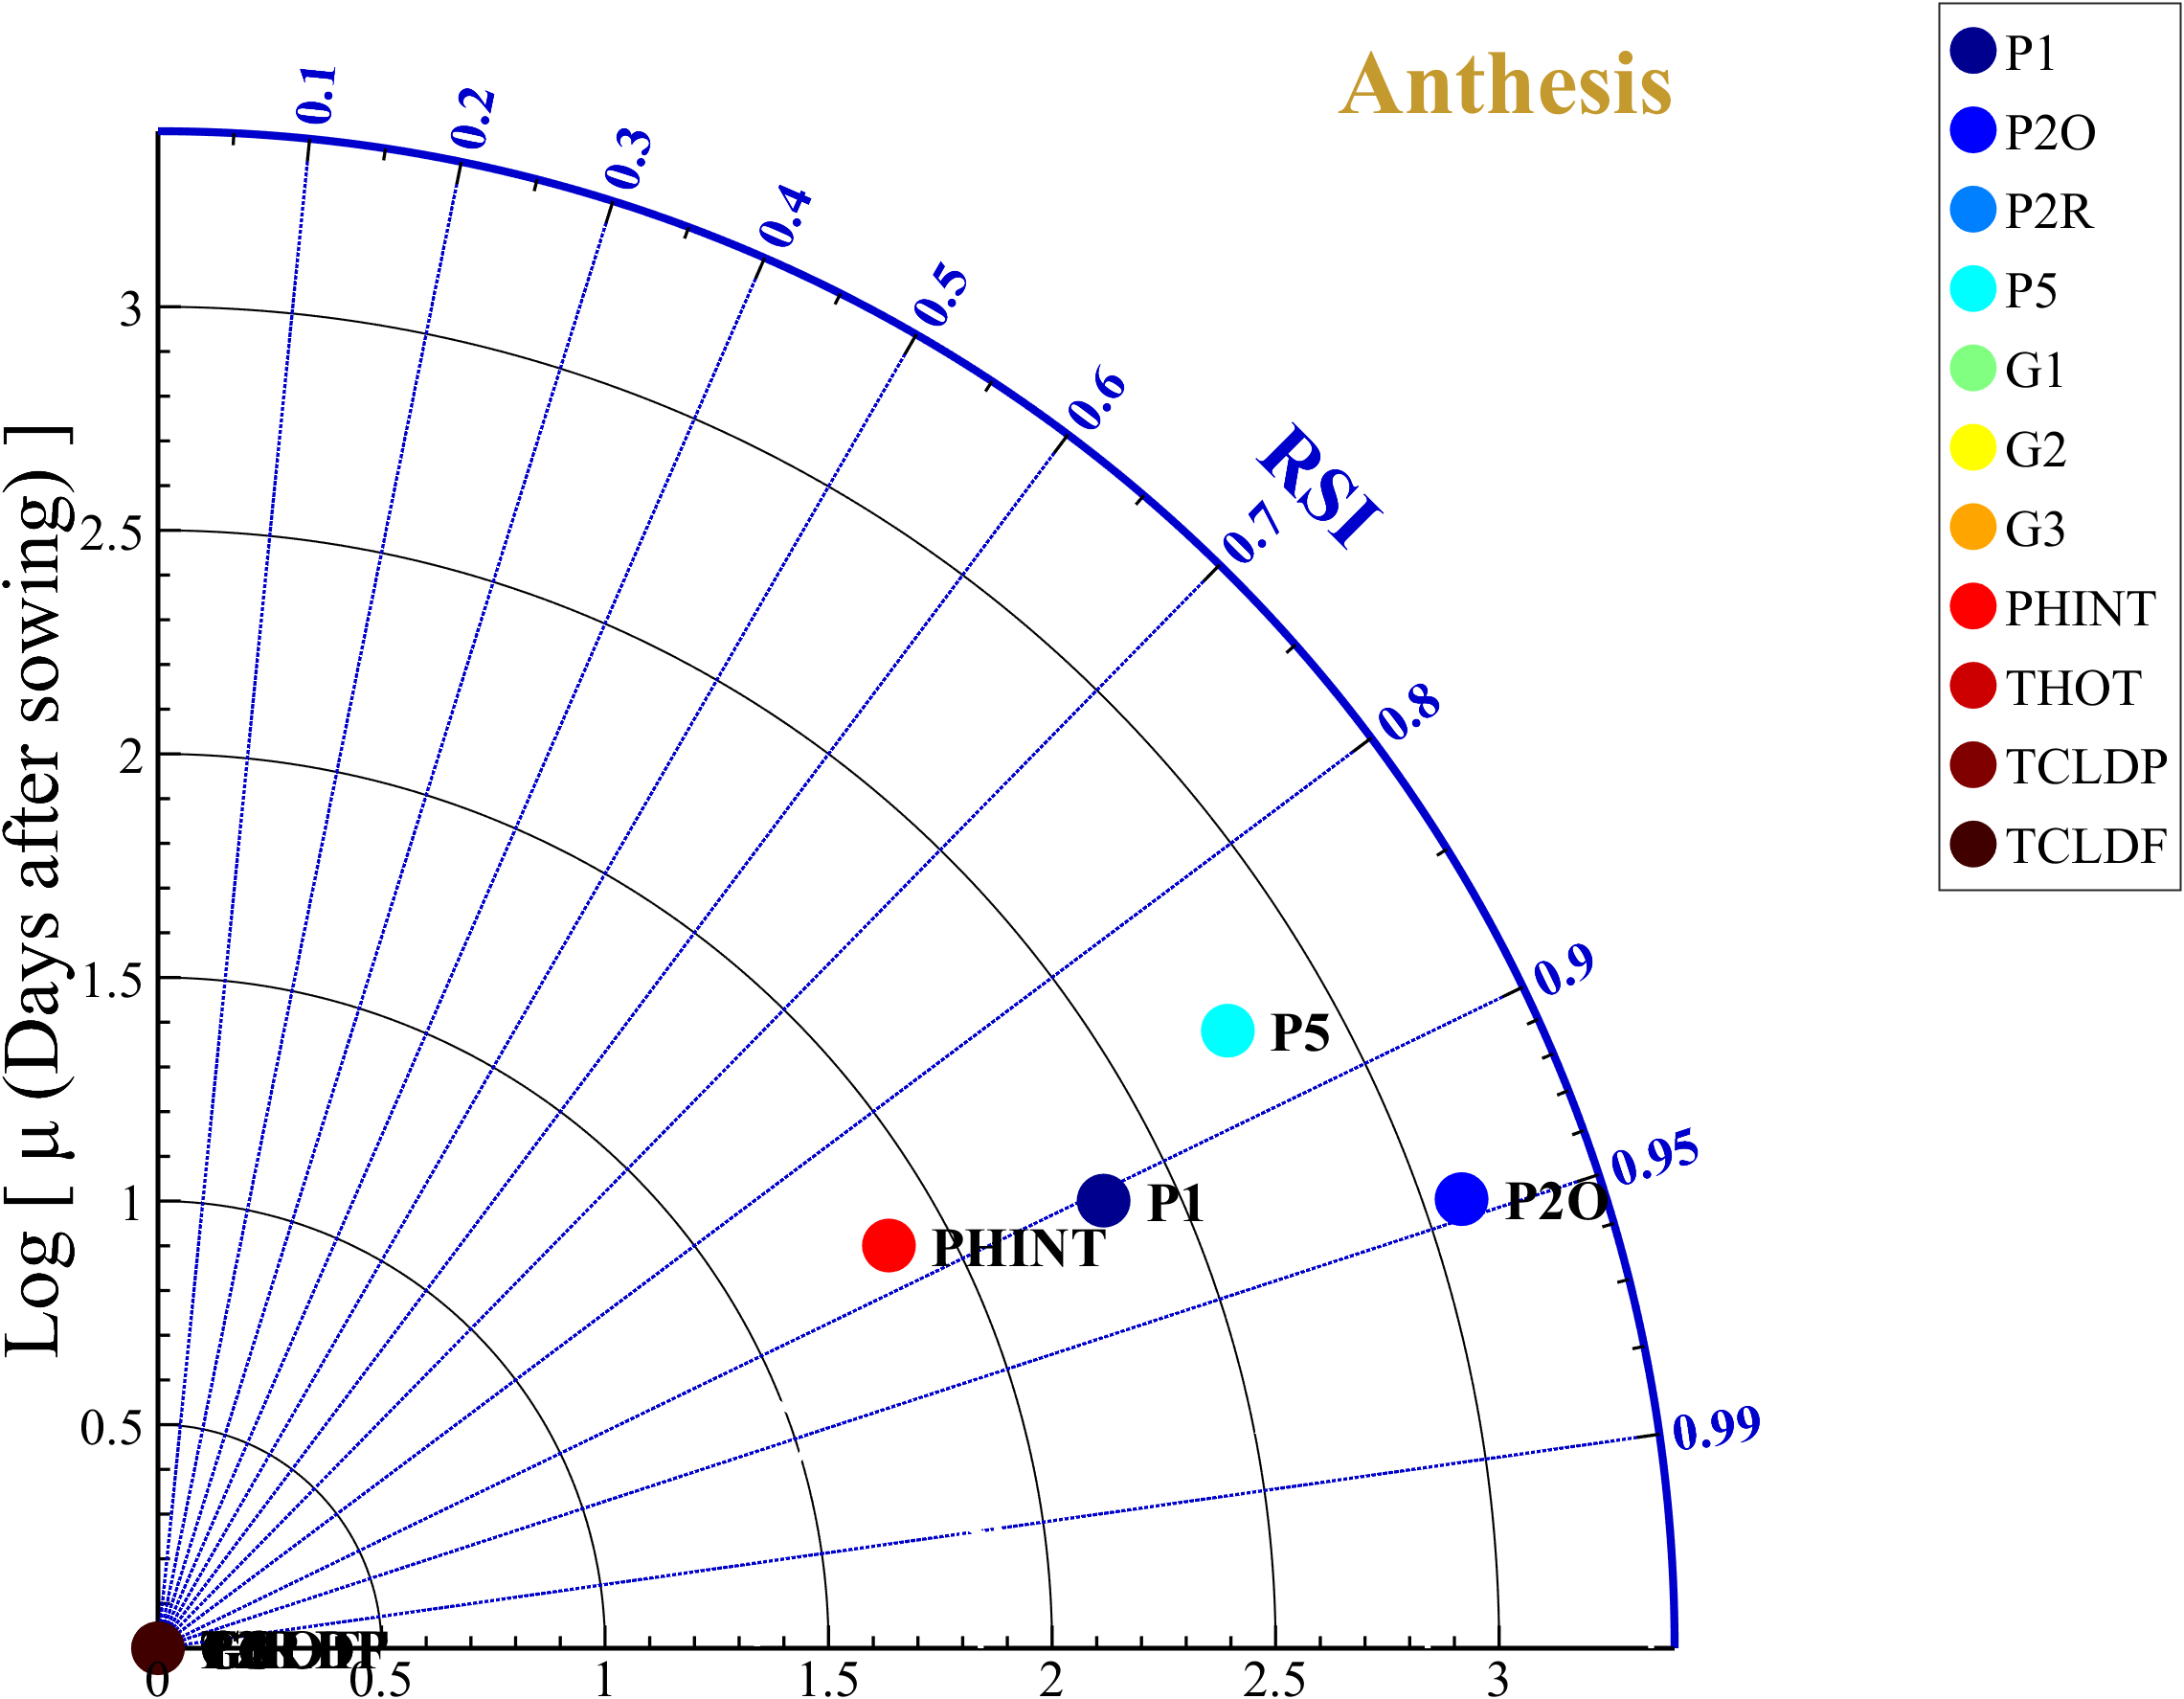 Anthesis
0.1
0.2
0.3
0.4
0.5
0.6
0.7
0.8
0.9
0.95
0.99
RSI
Log [ μ (Days after sowing) ]
3
2.5
2
1.5
1
0.5
P5
P1
P2O
PHINT
0
0.5
1
1.5
2
2.5
3
P1
P2O
P2R
P5
G1
G2
G3
PHINT
THOT
TCLDP
TCLDF